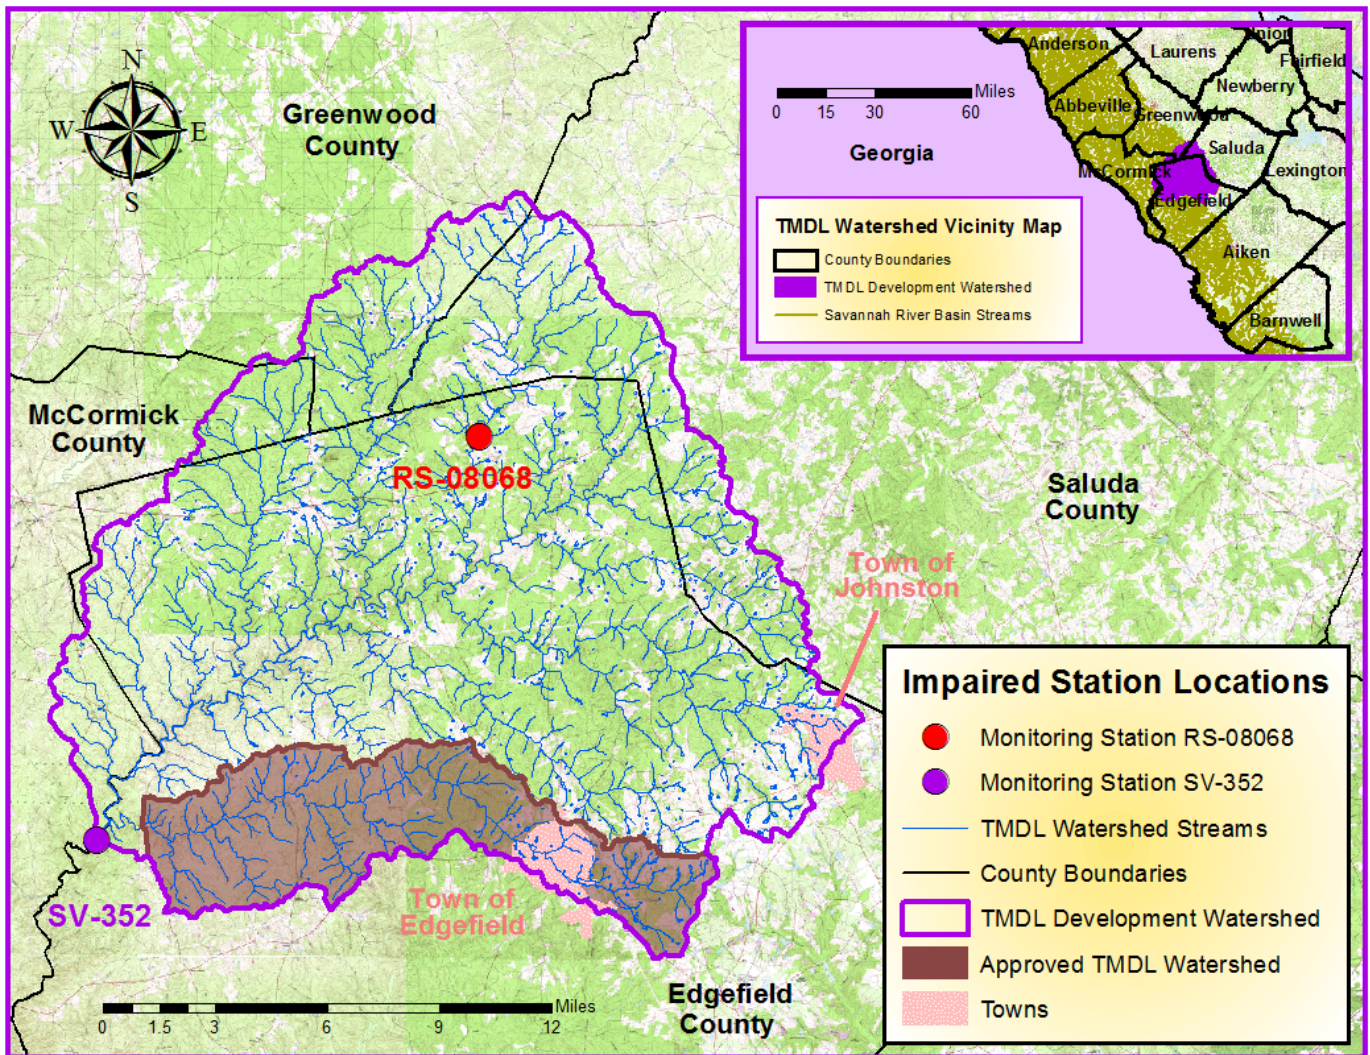 N
W
E
S
Greenwood
County
McCormick
County
RS-08068
Saluda
County
Town of
Johnston
SV-352
Town of
Edgefield
Edgefield
County
0 1.5 3 6 9 12 Miles
Anderson
Laurens
Union
Fairfield
Newberry
Abbeville
Greenwood
Saluda
McCormick
Lexington
Edgefield
Aiken
Barnwell
Georgia
0 15 30 60 Miles
TMDL Watershed Vicinity Map
County Boundaries
TMDL Development Watershed
Savannah River Basin Streams
Impaired Station Locations
Monitoring Station RS-08068
Monitoring Station SV-352
TMDL Watershed Streams
County Boundaries
TMDL Development Watershed
Approved TMDL Watershed
Towns